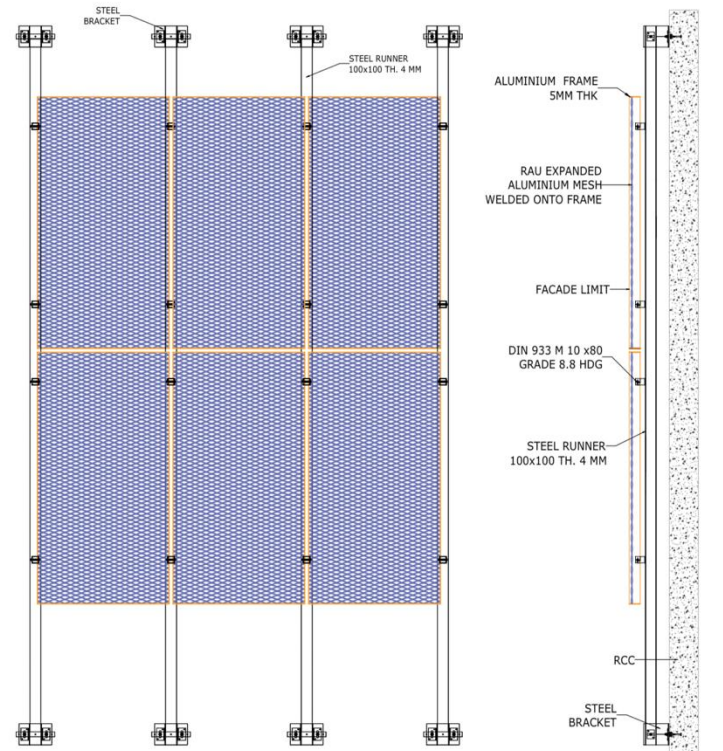 STEEL
BRACKET
STEEL RUNNER
100x100 TH. 4 MM
ALUMINIUM FRAME
5MM THK
RAU EXPANDED
ALUMINIUM MESH
WELDED ONTO FRAME
FACADE LIMIT
DIN 933 M 10 x80
GRADE 8.8 HDG
STEEL RUNNER
100x100 TH. 4 MM
RCC
STEEL
BRACKET